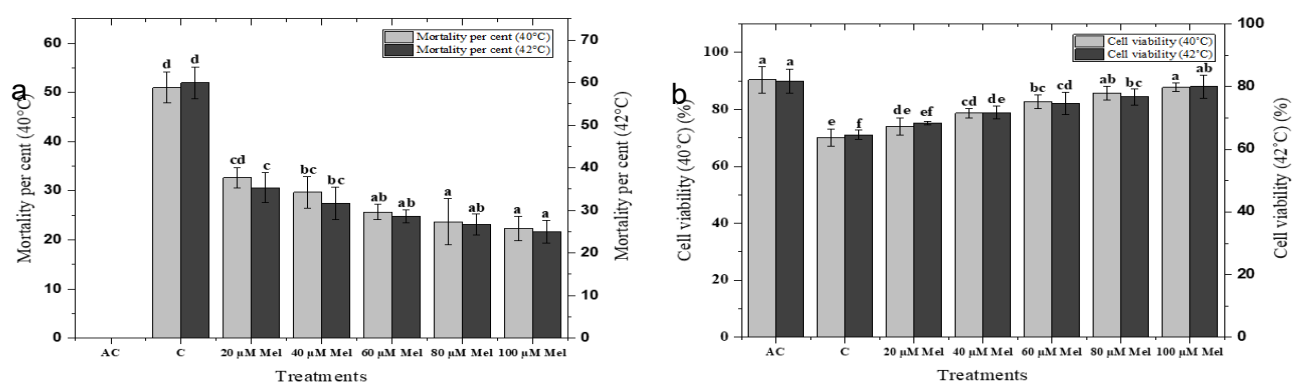 a
Mortality per cent (40°C)
60
50
40
30
20
10
0
Mortality per cent (40°C)
Mortality per cent (42°C)
d d
cd c
bc bc
ab ab
a ab
a a
70
60
50
40
30
20
10
0
Mortality per cent (42°C)
AC C 20 µM Mel 40 µM Mel 60 µM Mel 80 µM Mel 100 µM Mel
Treatments
b
Cell viability (40˚C) (%)
100
80
60
40
20
0
Cell viability (40˚C)
Cell viability (42˚C)
a a
e f
de ef
cd de
bc cd
ab bc
a ab
100
80
60
40
20
0
Cell viability (42˚C) (%)
AC C 20 µM Mel 40 µM Mel 60 µM Mel 80 µM Mel 100 µM Mel
Treatments